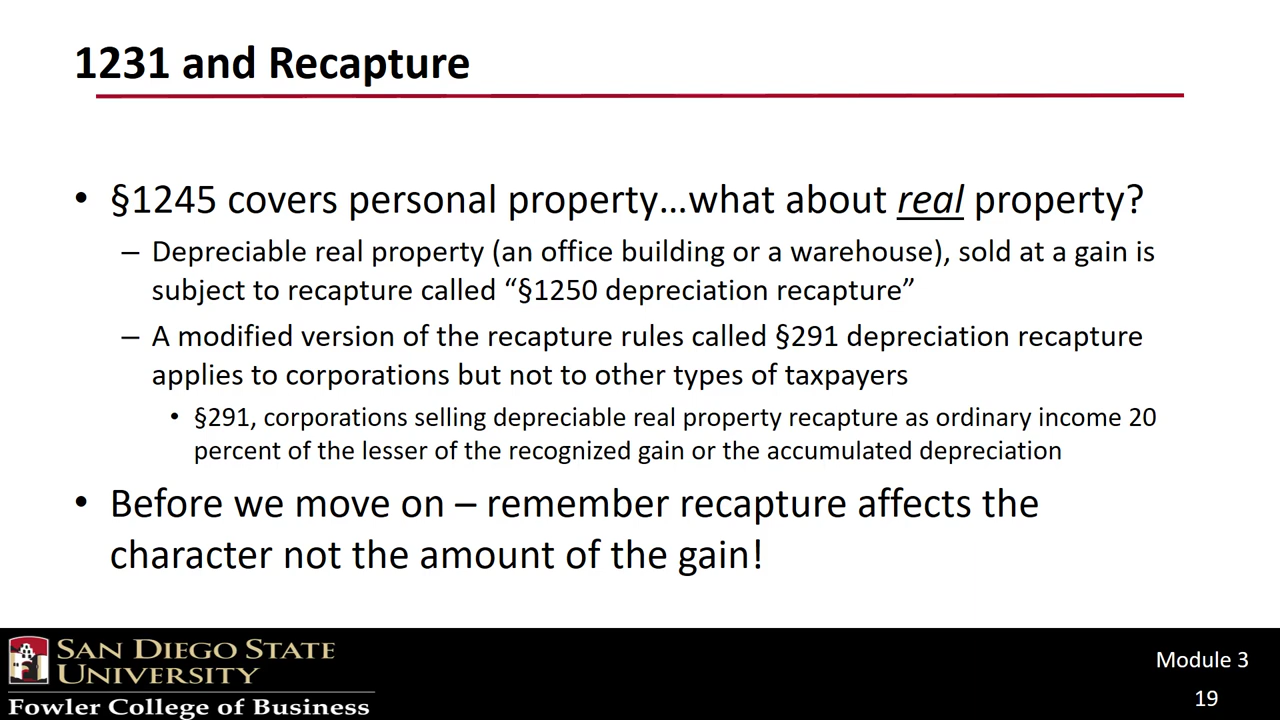 1231 and Recapture
• §1245 covers personal property…what about real property?
– Depreciable real property (an office building or a warehouse), sold at a gain is
subject to recapture called “§1250 depreciation recapture”
– A modified version of the recapture rules called §291 depreciation recapture
applies to corporations but not to other types of taxpayers
• §291, corporations selling depreciable real property recapture as ordinary income 20
percent of the lesser of the recognized gain or the accumulated depreciation
• Before we move on – remember recapture affects the
character not the amount of the gain!
SAN DIEGO STATE
UNIVERSITY
Fowler College of Business
Module 3
19